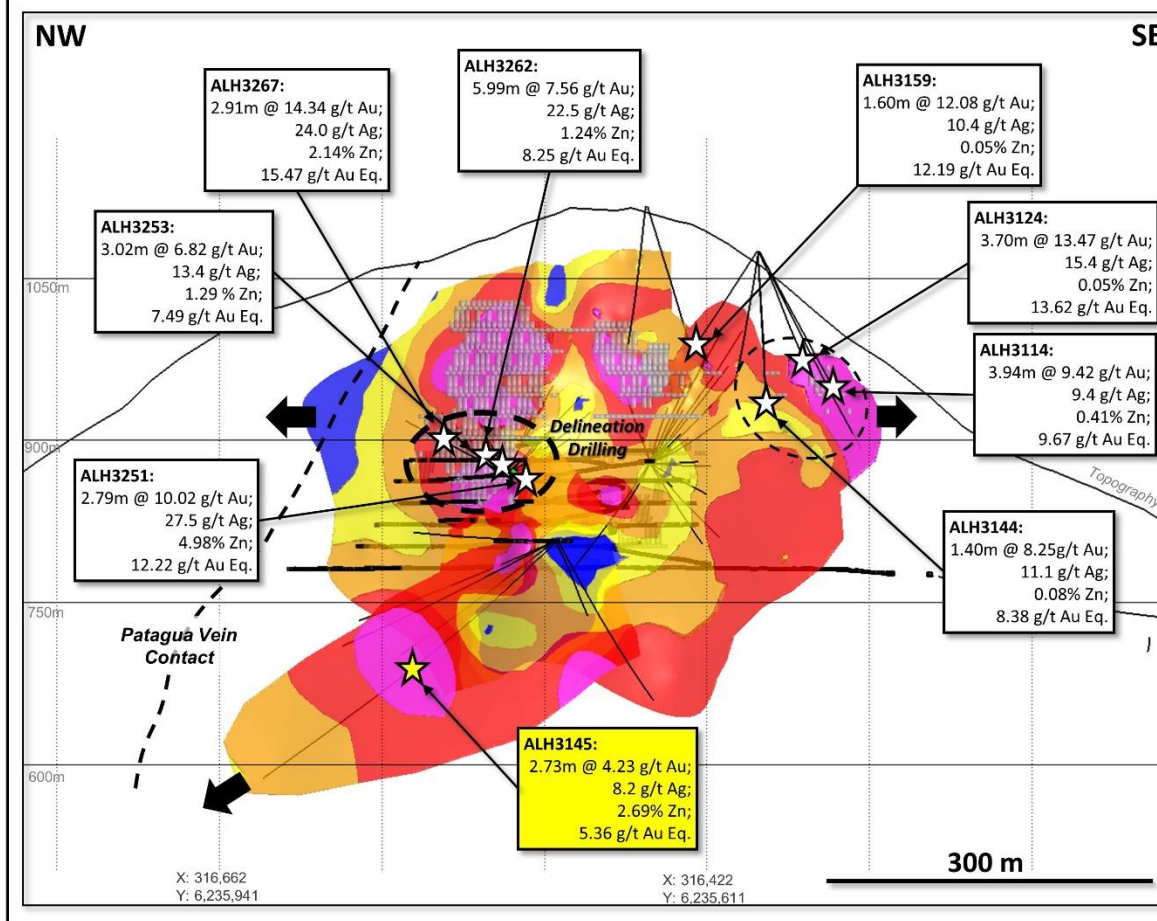 NW
SE
ALH3267:
2.91m @ 14.34 g/t Au;
24.0 g/t Ag;
2.14% Zn;
15.47 g/t Au Eq.
ALH3262:
5.99m @ 7.56 g/t Au;
22.5 g/t Ag;
1.24% Zn;
8.25 g/t Au Eq.
ALH3159:
1.60m @ 12.08 g/t Au;
10.4 g/t Ag;
0.05% Zn;
12.19 g/t Au Eq.
ALH3253:
3.02m @ 6.82 g/t Au;
13.4 g/t Ag;
1.29 % Zn;
7.49 g/t Au Eq.
ALH3124:
3.70m @ 13.47 g/t Au;
15.4 g/t Ag;
0.05% Zn;
13.62 g/t Au Eq.
1050m
ALH3114:
3.94m @ 9.42 g/t Au;
9.4 g/t Ag;
0.41% Zn;
9.67 g/t Au Eq.
900m
Delineation
Drilling
Topography
ALH3251:
2.79m @ 10.02 g/t Au;
27.5 g/t Ag;
4.98% Zn;
12.22 g/t Au Eq.
ALH3144:
1.40m @ 8.25g/t Au;
11.1 g/t Ag;
0.08% Zn;
8.38 g/t Au Eq.
750m
Patagua Vein
Contact
ALH3145:
2.73m @ 4.23 g/t Au;
8.2 g/t Ag;
2.69% Zn;
5.36 g/t Au Eq.
600m
300 m
X: 316,662
Y: 6,235,941
X: 316,422
Y: 6,235,611